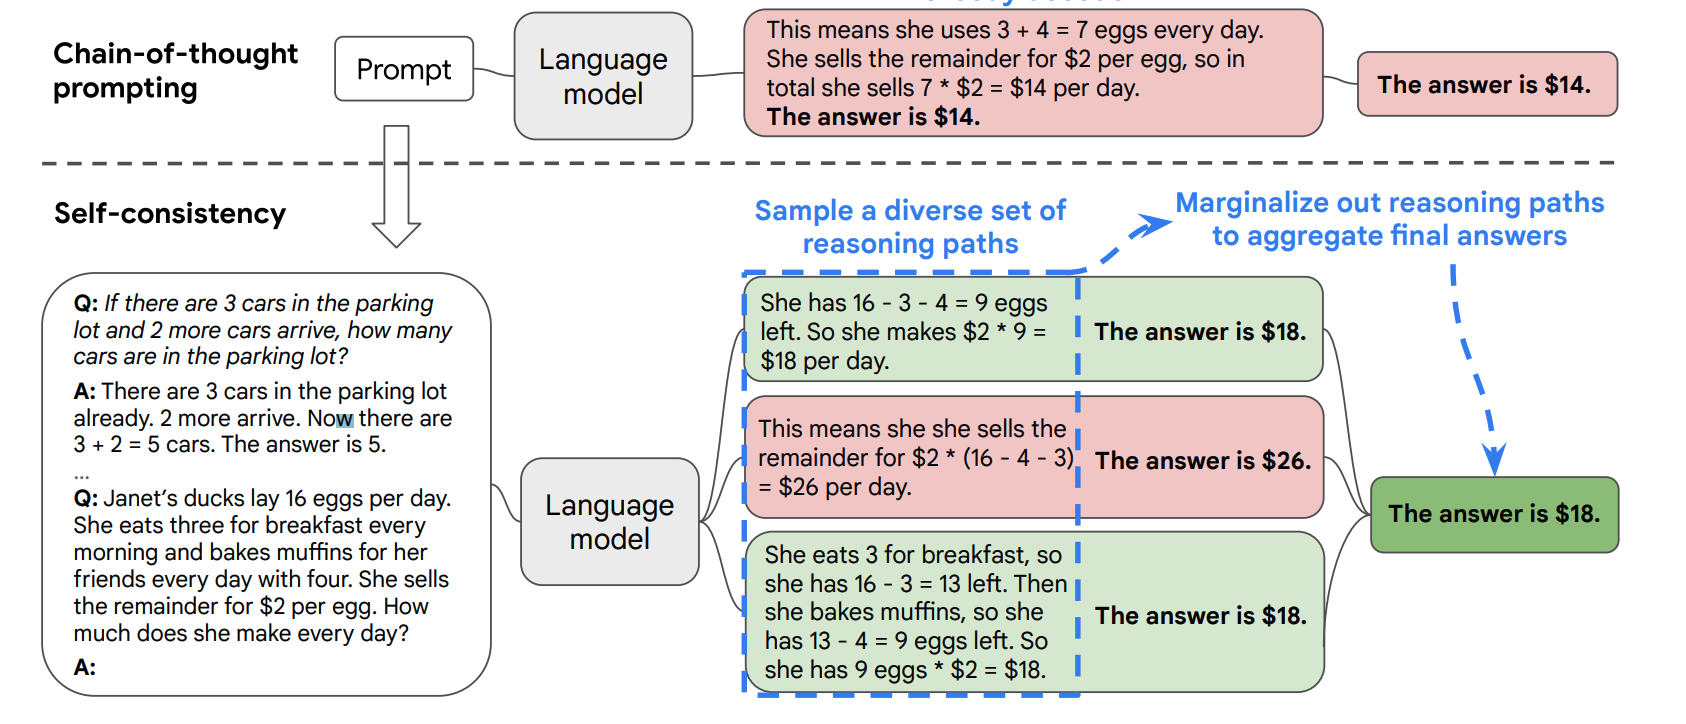 Chain-of-thought
prompting
Prompt
Language
model
This means she uses 3 + 4 = 7 eggs every day.
She sells the remainder for $2 per egg, so in
total she sells 7 * $2 = $14 per day.
The answer is $14.
The answer is $14.
Self-consistency
Sample a diverse set of
reasoning paths
Marginalize out reasoning paths
to aggregate final answers
Q: If there are 3 cars in the parking
lot and 2 more cars arrive, how many
cars are in the parking lot?
A: There are 3 cars in the parking lot
already. 2 more arrive. Now there are
3 + 2 = 5 cars. The answer is 5.
...
Q: Janet’s ducks lay 16 eggs per day.
She eats three for breakfast every
morning and bakes muffins for her
friends every day with four. She sells
the remainder for $2 per egg. How
much does she make every day?
A:
Language
model
She has 16 - 3 - 4 = 9 eggs
left. So she makes $2 * 9 =
$18 per day.
The answer is $18.
This means she she sells the
remainder for $2 * (16 - 4 - 3)
= $26 per day.
The answer is $26.
She eats 3 for breakfast, so
she has 16 - 3 = 13 left. Then
she bakes muffins, so she
has 13 - 4 = 9 eggs left. So
she has 9 eggs * $2 = $18.
The answer is $18.
The answer is $18.